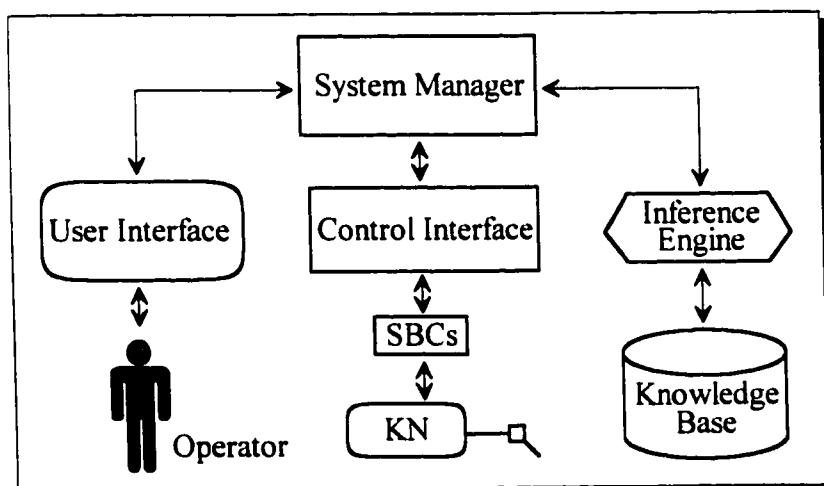 System Manager
User Interface
Control Interface
Inference
Engine
SBCs
KN
Operator
Knowledge
Base